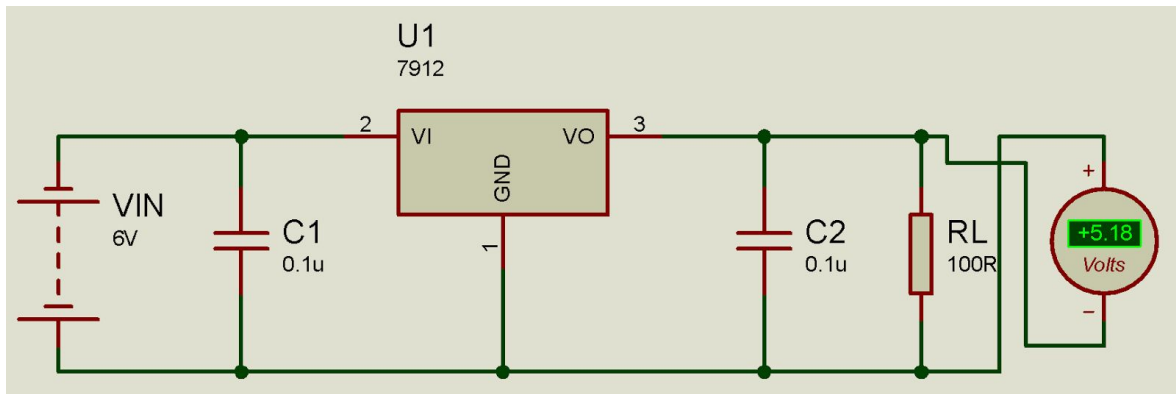 U1
7912
2
VI
VO
3
GND
1
VIN
6V
C1
0.1u
C2
0.1u
RL
100R
+
+5.18
Volts
−